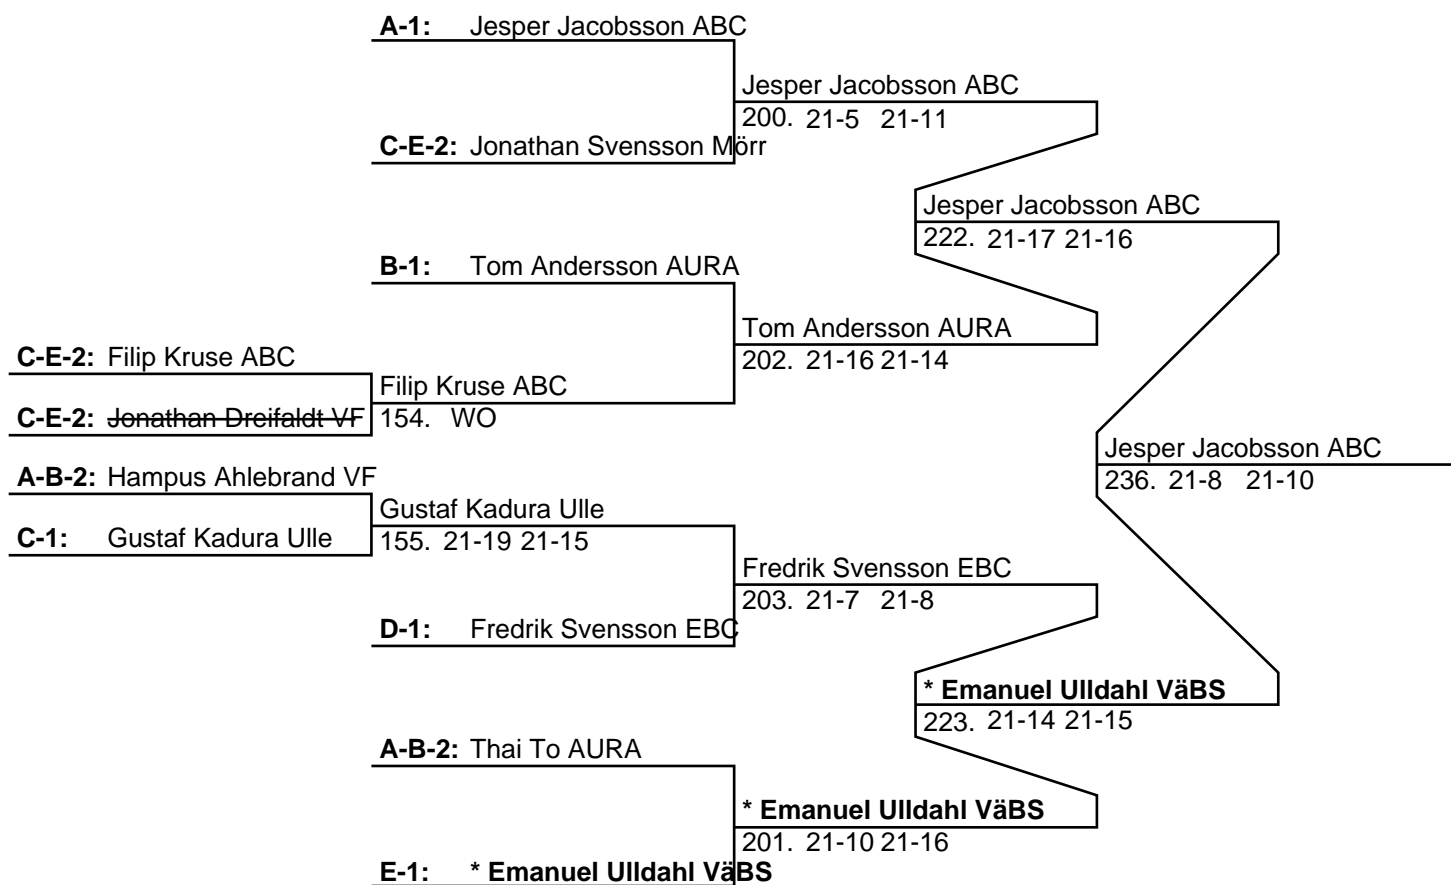 A-1: Jesper Jacobsson ABC
Jesper Jacobsson ABC
200. 21-5 21-11
C-E-2: Jonathan Svensson Mörr
Jesper Jacobsson ABC
222. 21-17 21-16
B-1: Tom Andersson AURA
Tom Andersson AURA
202. 21-16 21-14
C-E-2: Filip Kruse ABC
Filip Kruse ABC
C-E-2: Jonathan Dreifaldt VF
154. WO
Jesper Jacobsson ABC
236. 21-8 21-10
A-B-2: Hampus Ahlebrand VF
Gustaf Kadura Ulle
C-1: Gustaf Kadura Ulle
155. 21-19 21-15
Fredrik Svensson EBC
203. 21-7 21-8
D-1: Fredrik Svensson EBC
* Emanuel Ulldahl VäBS
223. 21-14 21-15
A-B-2: Thai To AURA
* Emanuel Ulldahl VäBS
201. 21-10 21-16
E-1: * Emanuel Ulldahl VäBS